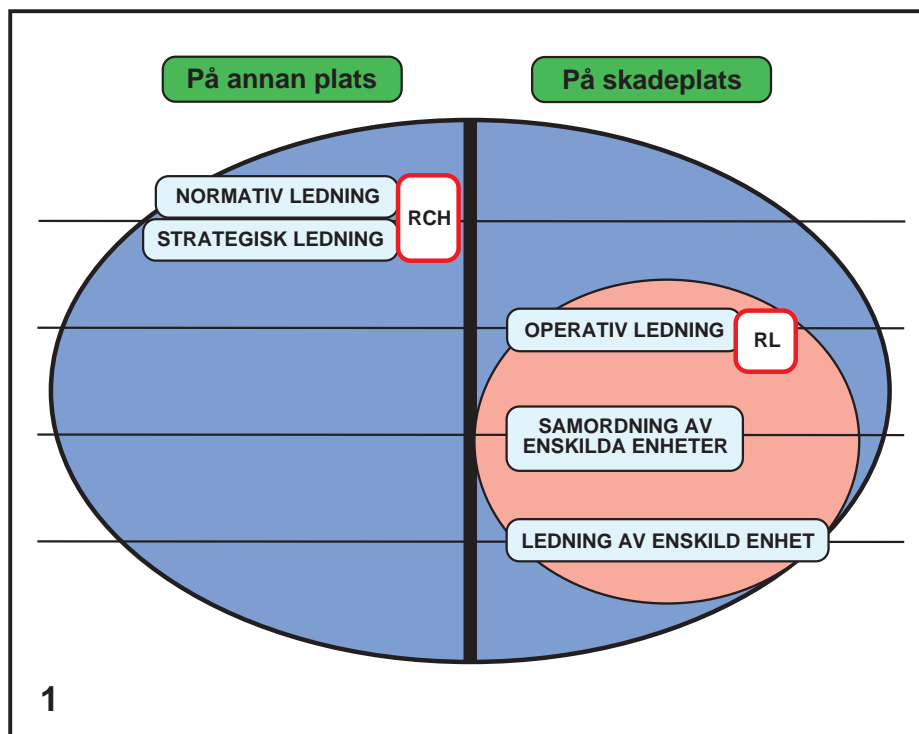 På annan plats
På skadeplats
NORMATIV LEDNING
STRATEGISK LEDNING
RCH
OPERATIV LEDNING
RL
SAMORDNING AV
ENSKILDA ENHETER
LEDNING AV ENSKILD ENHET
1